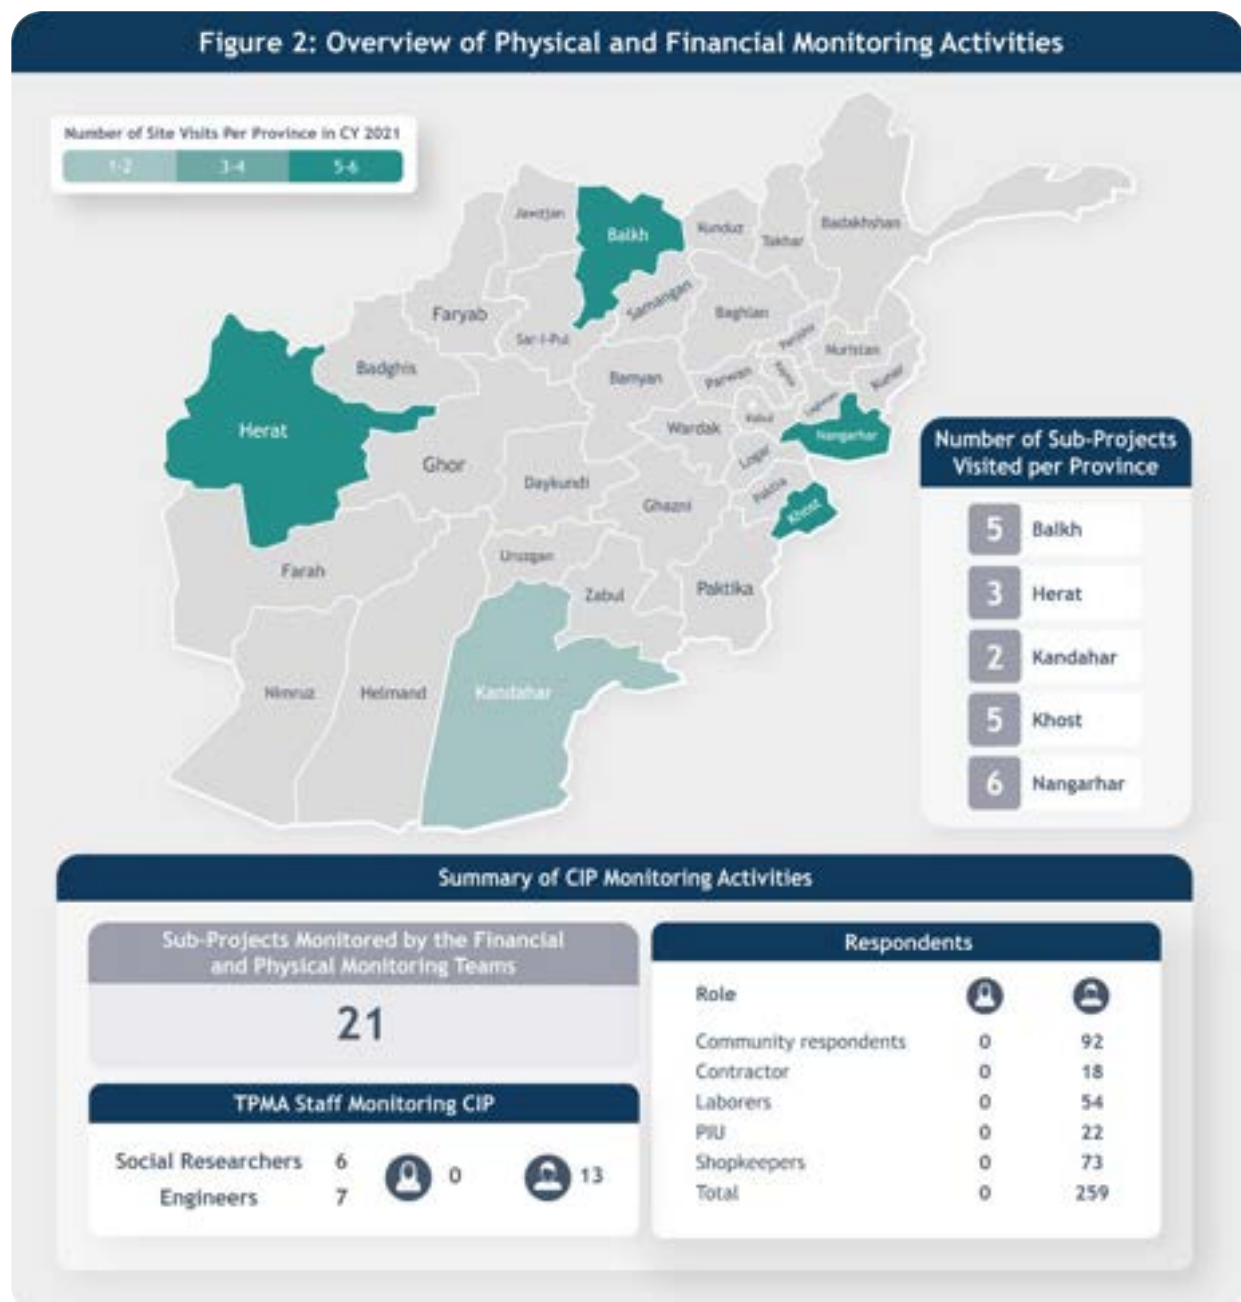 Figure 2: Overview of Physical and Financial Monitoring Activities
Number of Site Visits Per Province in CY 2021
1-2 3-4 5-6
Jawzjan
Balkh
Kunduz
Takhar
Badakhshan
Faryab
Sar-I-Pul
Samangan
Baghlan
Panjshir
Nuristan
Badghis
Bamyan
Parwan
Kapisa
Kunar
Herat
Ghor
Wardak
Kabul
Laghman
Nangarhar
Daykundi
Logar
Ghazni
Paktia
Khost
Farah
Uruzgan
Zabul
Paktika
Nimruz
Helmand
Kandahar
Number of Sub-Projects
Visited per Province
5 Balkh
3 Herat
2 Kandahar
5 Khost
6 Nangarhar
Summary of CIP Monitoring Activities
Sub-Projects Monitored by the Financial
and Physical Monitoring Teams
21
TPMA Staff Monitoring CIP
Social Researchers 6
Engineers 7
0 13
Respondents
Role
Community respondents 0 92
Contractor 0 18
Laborers 0 54
PIU 0 22
Shopkeepers 0 73
Total 0 259